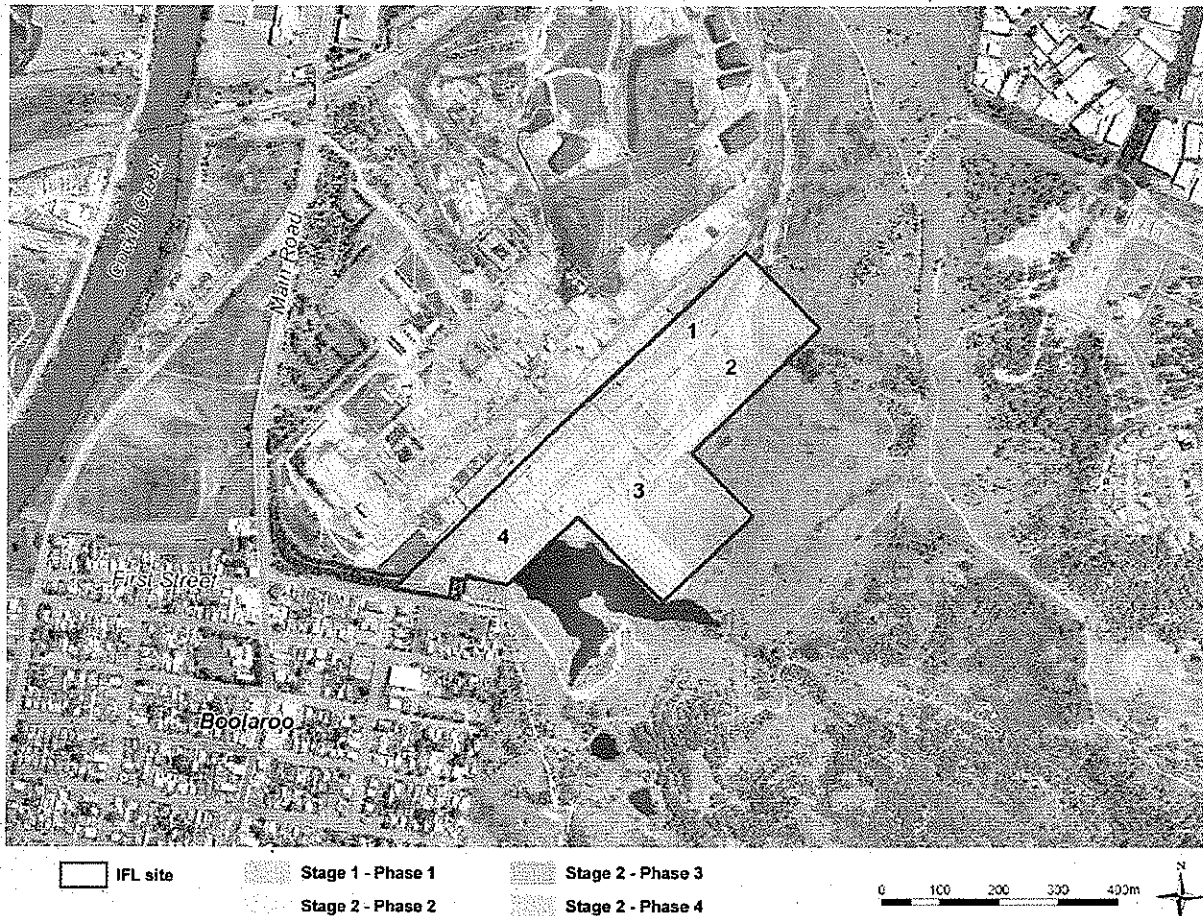 Cockle Creek
Main Road
1
2
3
4
First Street
Boolaroo
IFL site
Stage 1 - Phase 1
Stage 2 - Phase 3
Stage 2 - Phase 2
Stage 2 - Phase 4
0 100 200 300 400m
N